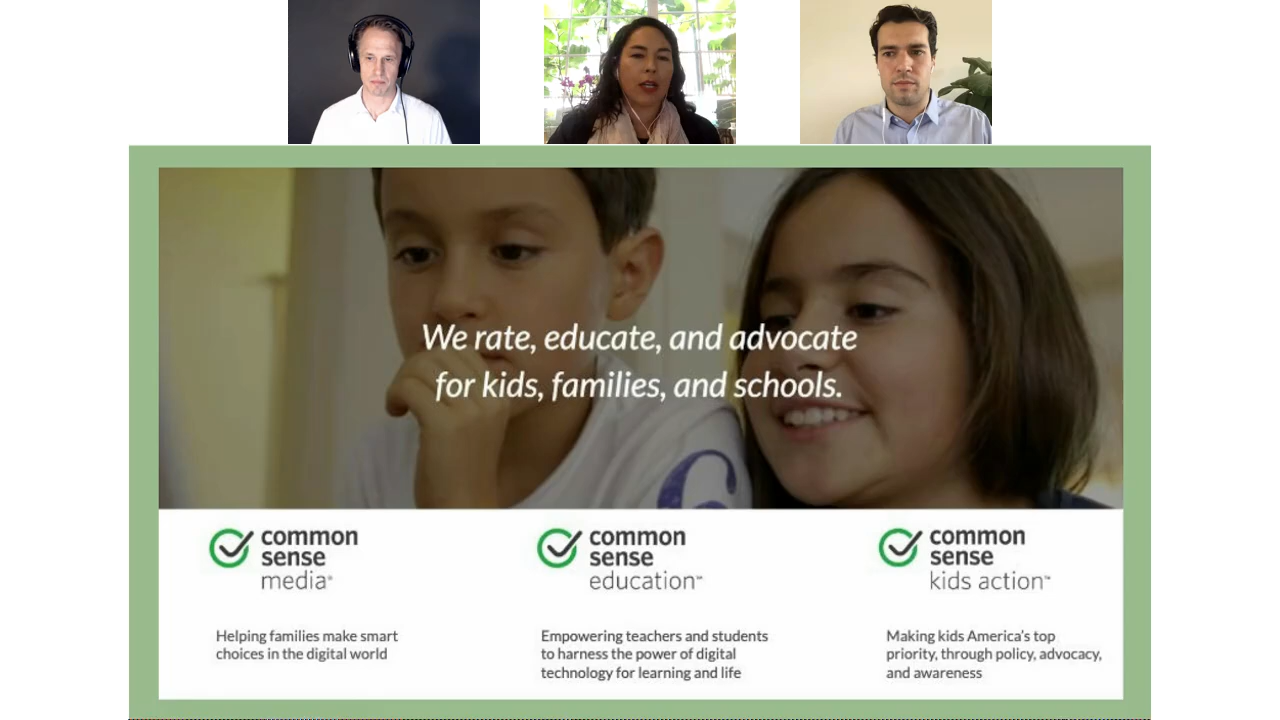 We rate, educate, and advocate
for kids, families, and schools.
common
sense
media®
common
sense
education™
common
sense
kids action™
Helping families make smart
choices in the digital world
Empowering teachers and students
to harness the power of digital
technology for learning and life
Making kids America's top
priority, through policy, advocacy,
and awareness